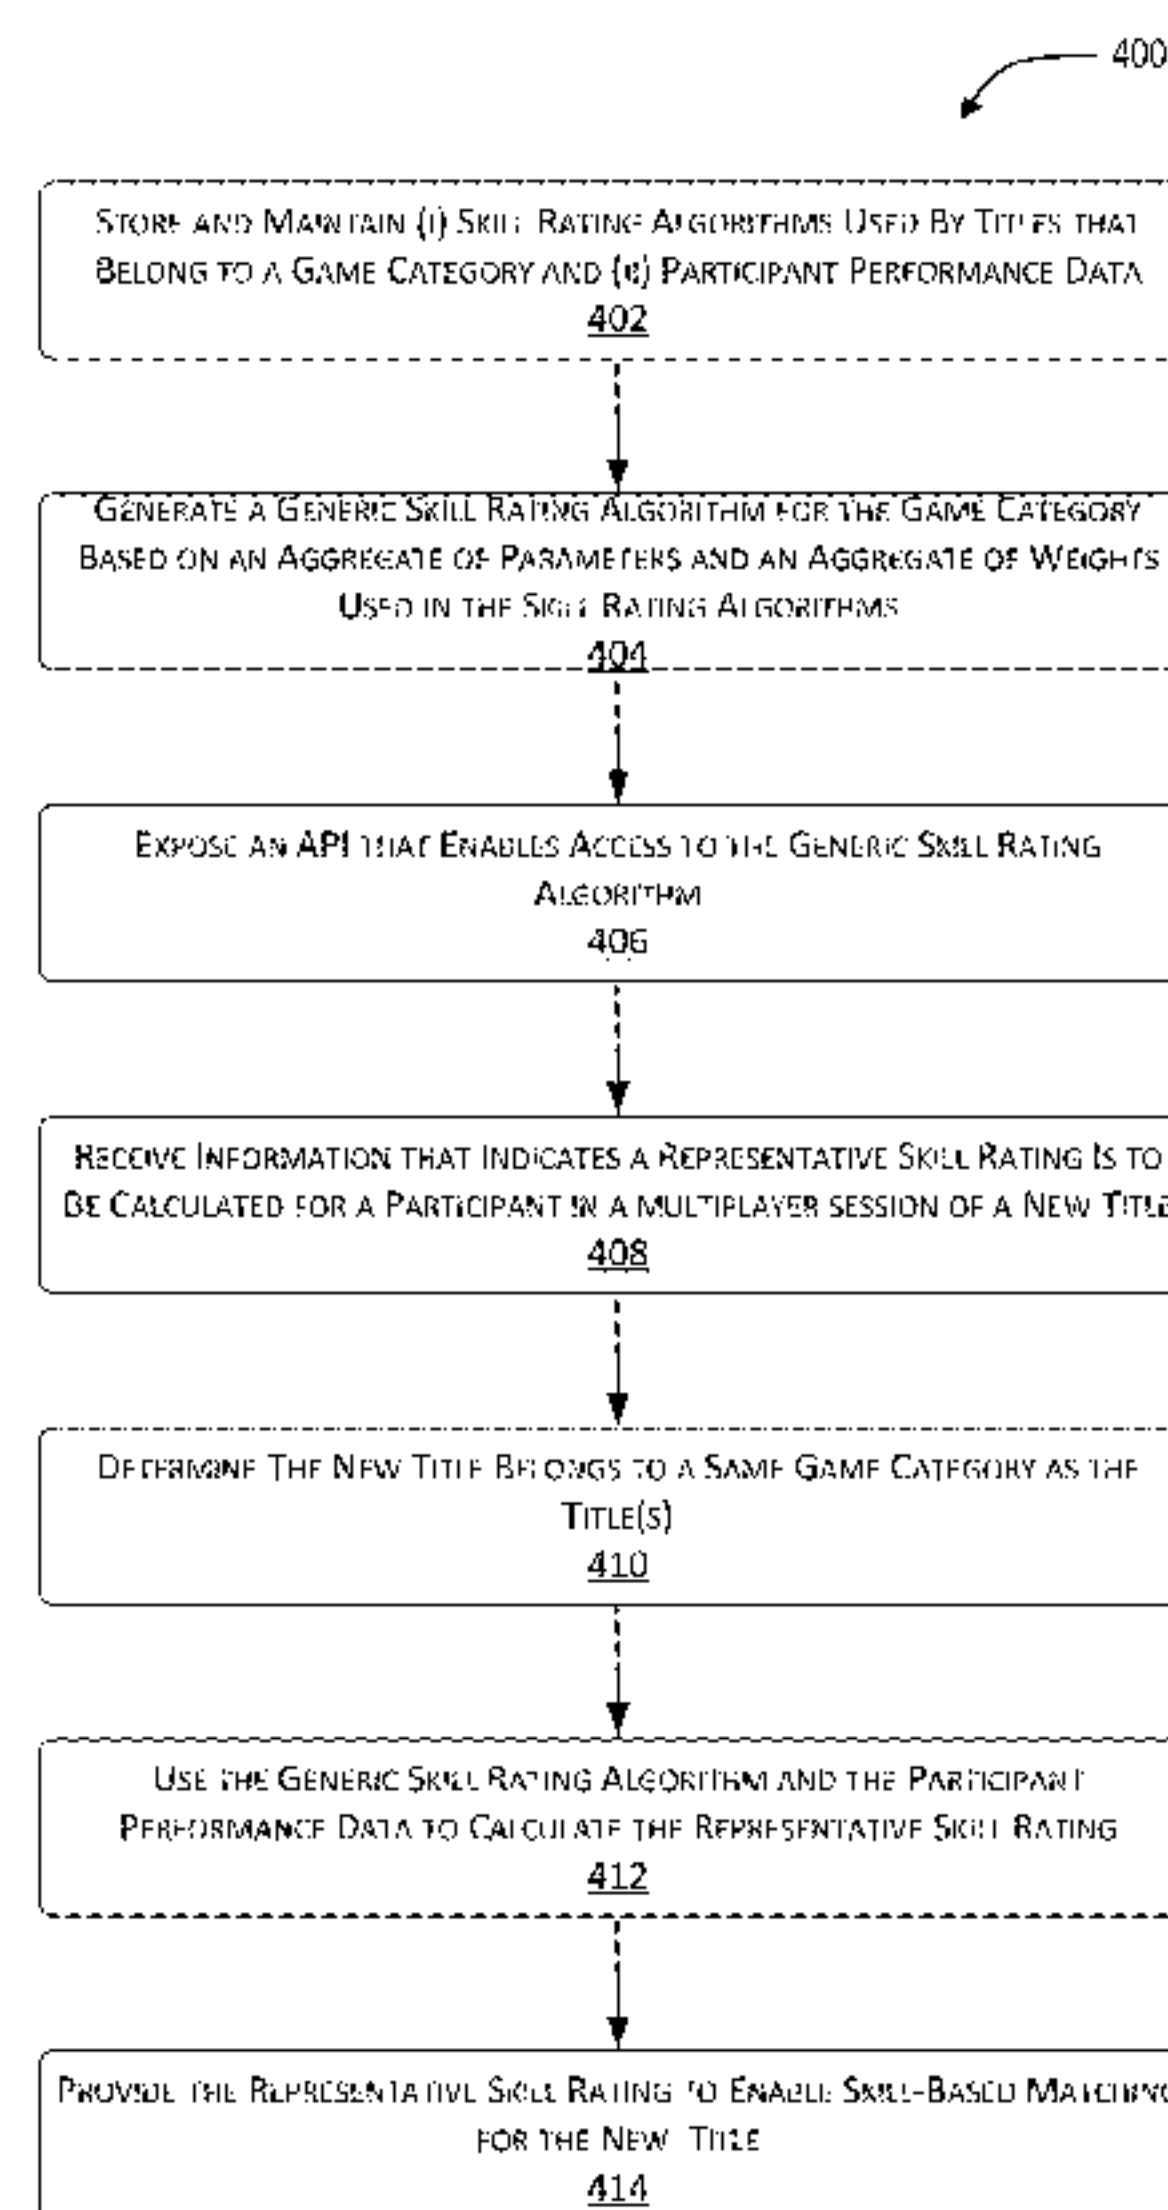 400
STORE AND MAINTAIN (I) SKILL RATING ALGORITHMS USED BY TITLES THAT
BELONG TO A GAME CATEGORY AND (II) PARTICIPANT PERFORMANCE DATA
402
GENERATE A GENERIC SKILL RATING ALGORITHM FOR THE GAME CATEGORY
BASED ON AN AGGREGATE OF PARAMETERS AND AN AGGREGATE OF WEIGHTS
USED IN THE SKILL RATING ALGORITHMS
404
EXPOSE AN API THAT ENABLES ACCESS TO THE GENERIC SKILL RATING
ALGORITHM
406
RECEIVE INFORMATION THAT INDICATES A REPRESENTATIVE SKILL RATING IS TO
BE CALCULATED FOR A PARTICIPANT IN A MULTIPLAYER SESSION OF A NEW TITLE
408
DETERMINE THE NEW TITLE BELONGS TO A SAME GAME CATEGORY AS THE
TITLE(S)
410
USE THE GENERIC SKILL RATING ALGORITHM AND THE PARTICIPANT
PERFORMANCE DATA TO CALCULATE THE REPRESENTATIVE SKILL RATING
412
PROVIDE THE REPRESENTATIVE SKILL RATING TO ENABLE SKILL-BASED MATCHING
FOR THE NEW TITLE
414